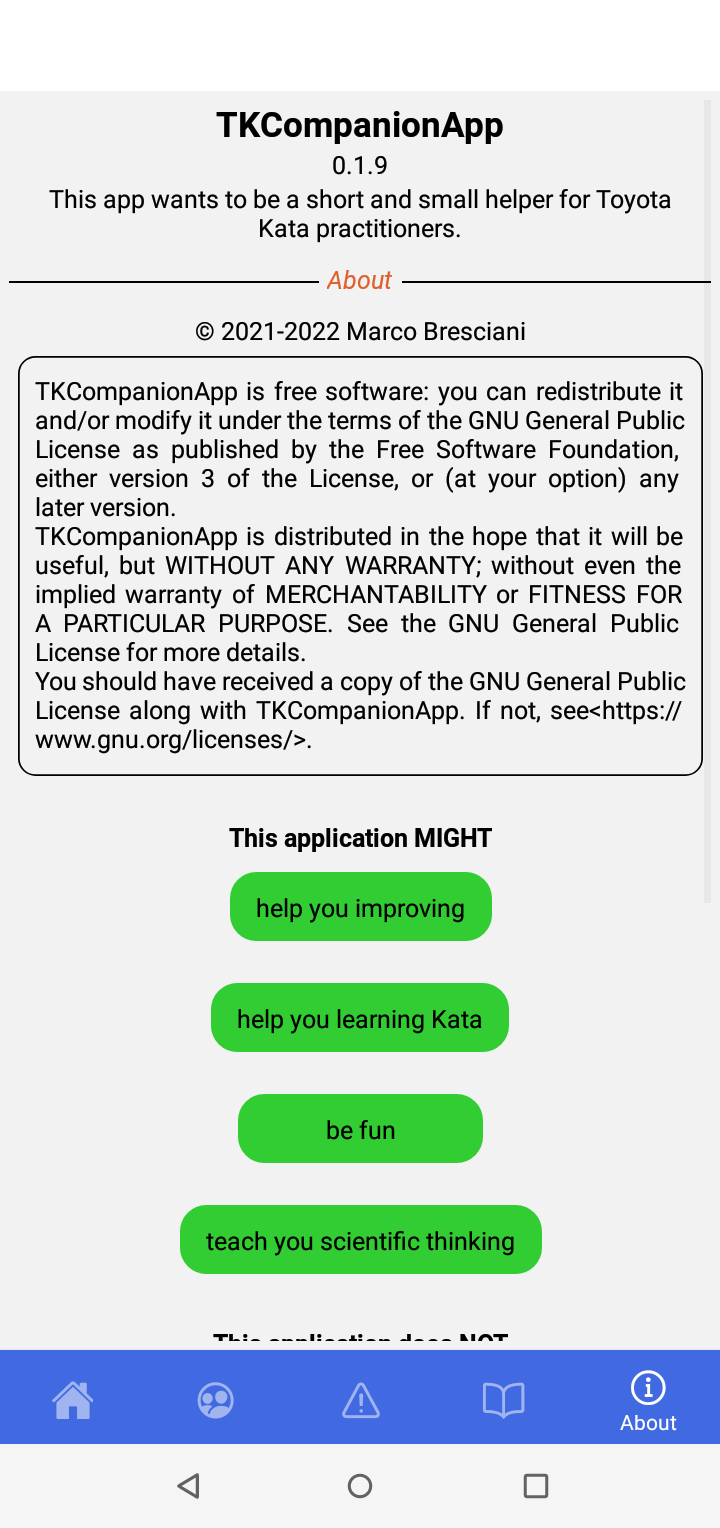 TKCompanionApp
0.1.9
This app wants to be a short and small helper for Toyota
Kata practitioners.
About
© 2021-2022 Marco Bresciani
TKCompanionApp is free software: you can redistribute it
and/or modify it under the terms of the GNU General Public
License as published by the Free Software Foundation,
either version 3 of the License, or (at your option) any
later version.
TKCompanionApp is distributed in the hope that it will be
useful, but WITHOUT ANY WARRANTY; without even the
implied warranty of MERCHANTABILITY or FITNESS FOR
A PARTICULAR PURPOSE. See the GNU General Public
License for more details.
You should have received a copy of the GNU General Public
License along with TKCompanionApp. If not, see<https://
www.gnu.org/licenses/>.
This application MIGHT
help you improving
help you learning Kata
be fun
teach you scientific thinking
This application does NOT
About